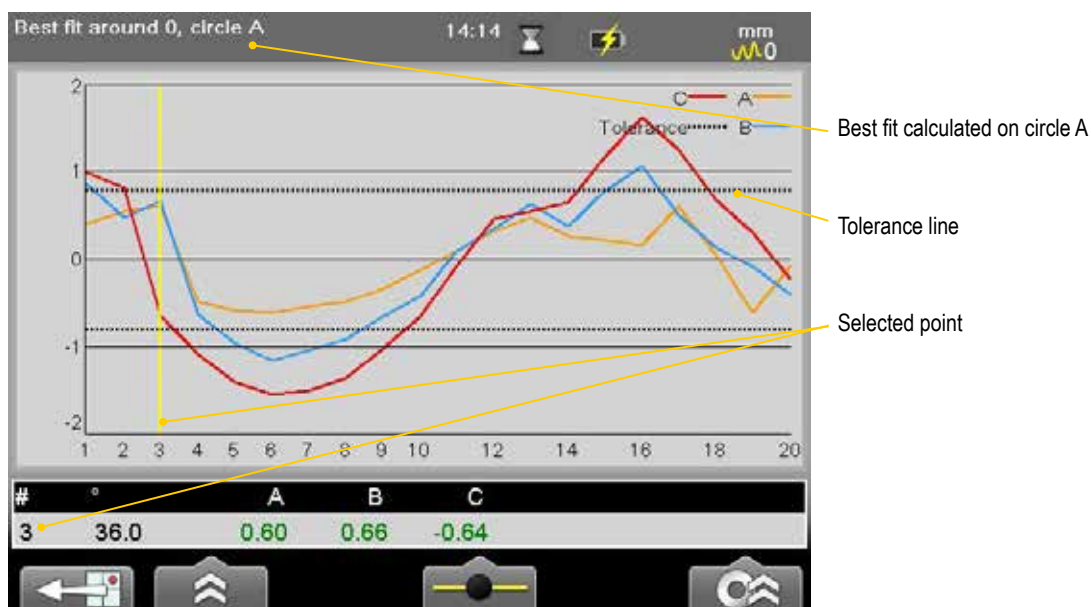 Best fit around 0, circle A 14:14 mm
0
2
C A
Tolerance B
1
0
-1
-2
1 2 3 4 5 6 7 8 9 10 12 14 16 18 20
# ° A B C
3 36.0 0.60 0.66 -0.64
Best fit calculated on circle A
Tolerance line
Selected point